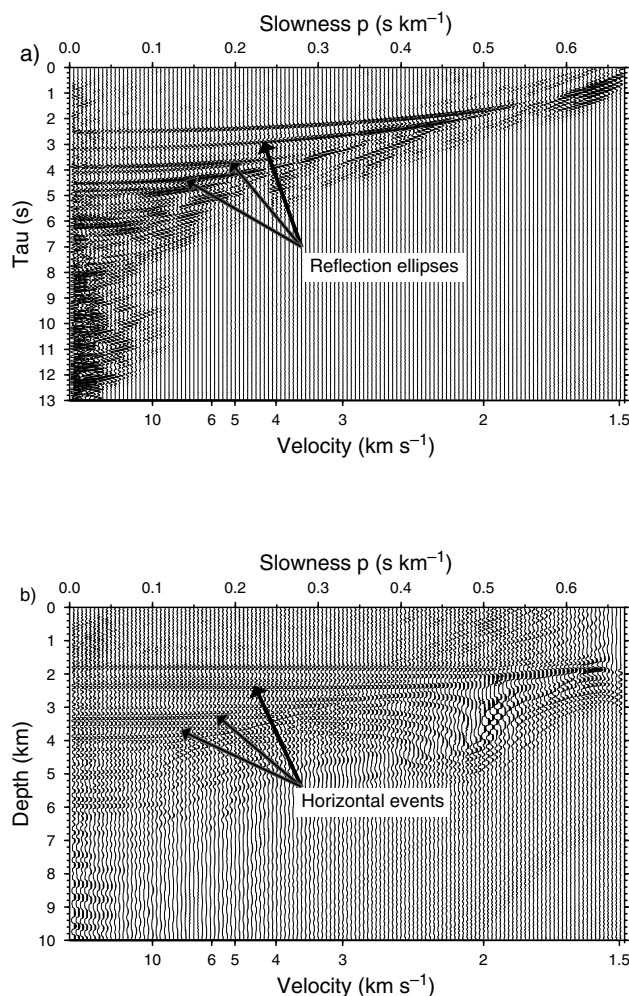 Slowness p (s km⁻¹)
0.0 0.1 0.2 0.3 0.4 0.5 0.6
a)
0
1
2
3
4
5
6
7
8
9
10
11
12
13
Tau (s)
Reflection ellipses
10 6 5 4 3 2 1.5
Velocity (km s⁻¹)
Slowness p (s km⁻¹)
0.0 0.1 0.2 0.3 0.4 0.5 0.6
b)
0
1
2
3
4
5
6
7
8
9
10
Depth (km)
Horizontal events
10 6 5 4 3 2 1.5
Velocity (km s⁻¹)